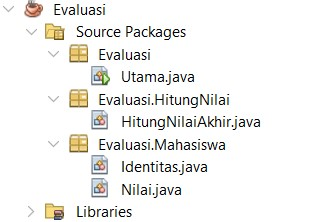 Evaluasi
Source Packages
Evaluasi
Utama.java
Evaluasi.HitungNilai
HitungNilaiAkhir.java
Evaluasi.Mahasiswa
Identitas.java
Nilai.java
Libraries